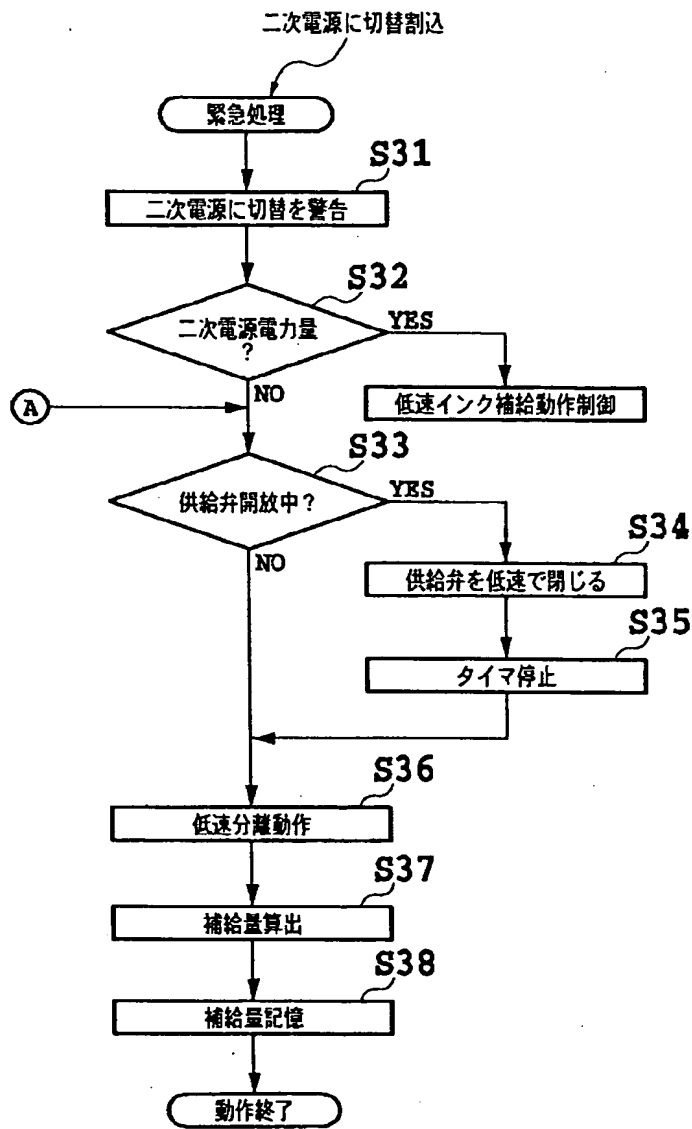 二次電源に切替割込
緊急処理
S31
二次電源に切替を警告
S32
二次電源電力量
?
YES
NO
低速インク補給動作制御
A
S33
供給弁開放中?
YES
NO
S34
供給弁を低速で閉じる
S35
タイマ停止
S36
低速分離動作
S37
補給量算出
S38
補給量記憶
動作終了